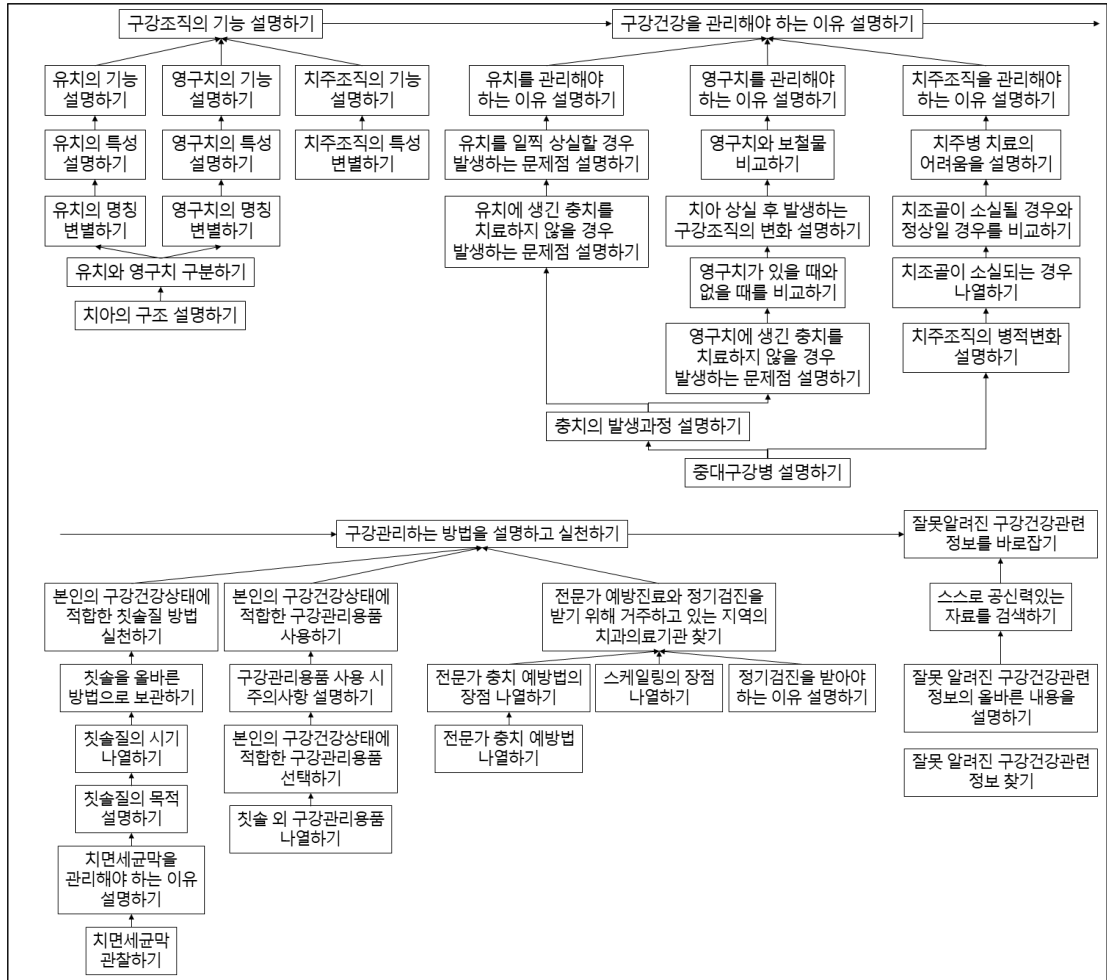 구강조직의 기능 설명하기
구강건강을 관리해야 하는 이유 설명하기
유치의 기능
설명하기
영구치의 기능
설명하기
치주조직의 기능
설명하기
유치를 관리해야
하는 이유 설명하기
영구치를 관리해야
하는 이유 설명하기
치주조직을 관리해야
하는 이유 설명하기
유치의 특성
설명하기
영구치의 특성
설명하기
치주조직의 특성
변별하기
유치를 일찍 상실할 경우
발생하는 문제점 설명하기
영구치와 보철물
비교하기
치주병 치료의
어려움을 설명하기
유치의 명칭
변별하기
영구치의 명칭
변별하기
유치에 생긴 충치를
치료하지 않을 경우
발생하는 문제점 설명하기
치아 상실 후 발생하는
구강조직의 변화 설명하기
치조골이 소실될 경우와
정상일 경우를 비교하기
유치와 영구치 구분하기
영구치가 있을 때와
없을 때를 비교하기
치조골이 소실되는 경우
나열하기
치아의 구조 설명하기
영구치에 생긴 충치를
치료하지 않을 경우
발생하는 문제점 설명하기
치주조직의 병적변화
설명하기
충치의 발생과정 설명하기
중대구강병 설명하기
구강관리하는 방법을 설명하고 실천하기
잘못알려진 구강건강관련
정보를 바로잡기
본인의 구강건강상태에
적합한 칫솔질 방법
실천하기
본인의 구강건강상태에
적합한 구강관리용품
사용하기
전문가 예방진료와 정기검진을
받기 위해 거주하고 있는 지역의
치과의료기관 찾기
스스로 공신력있는
자료를 검색하기
칫솔을 올바른
방법으로 보관하기
구강관리용품 사용 시
주의사항 설명하기
전문가 충치 예방법의
장점 나열하기
스케일링의 장점
나열하기
정기검진을 받아야
하는 이유 설명하기
잘못 알려진 구강건강관련
정보의 올바른 내용을
설명하기
칫솔질의 시기
나열하기
본인의 구강건강상태에
적합한 구강관리용품
선택하기
전문가 충치 예방법
나열하기
잘못 알려진 구강건강관련
정보 찾기
칫솔질의 목적
설명하기
칫솔 외 구강관리용품
나열하기
치면세균막을
관리해야 하는 이유
설명하기
치면세균막
관찰하기